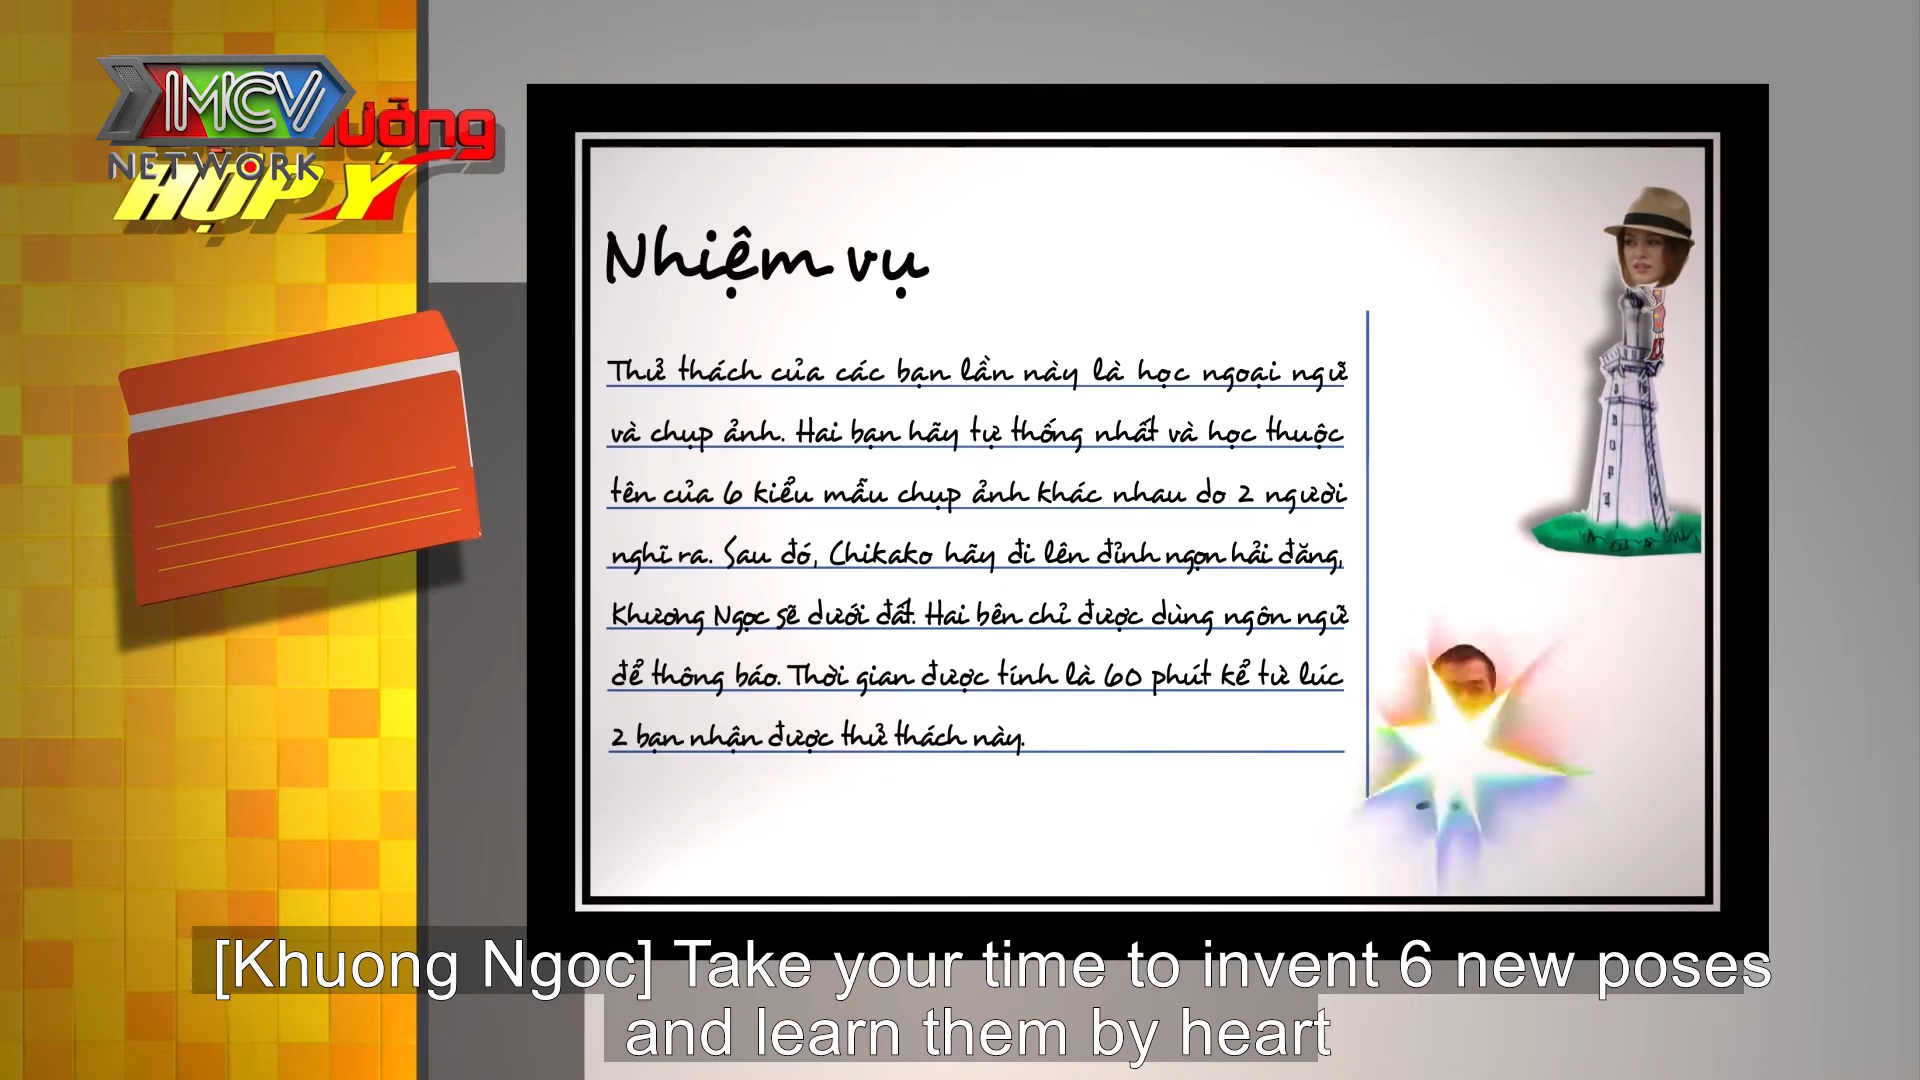 MCV
NETWORK
ưởng
HỢP Ý
Nhiệm vụ
Thử thách của các bạn lần này là học ngoại ngữ
và chụp ảnh. Hai bạn hãy tự thống nhất và học thuộc
tên của 6 kiểu mẫu chụp ảnh khác nhau do 2 người
nghĩ ra. Sau đó, Chikako hãy đi lên đỉnh ngọn hải đăng,
Khương Ngọc sẽ dưới đất. Hai bên chỉ được dùng ngôn ngữ
để thông báo. Thời gian được tính là 60 phút kể từ lúc
2 bạn nhận được thử thách này.
[Khuong Ngoc] Take your time to invent 6 new poses
and learn them by heart